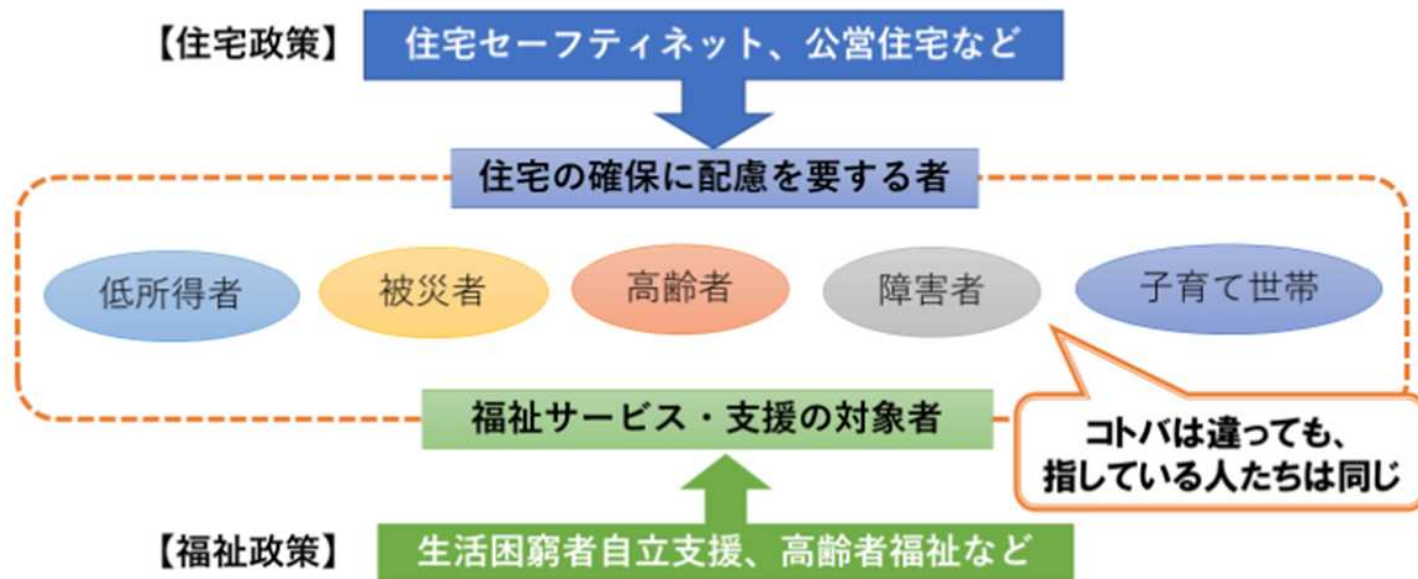 【住宅政策】
住宅セーフティネット、公営住宅など
住宅の確保に配慮を要する者
低所得者
被災者
高齢者
障害者
子育て世帯
福祉サービス・支援の対象者
コトバは違っても、
指している人たちは同じ
【福祉政策】
生活困窮者自立支援、高齢者福祉など